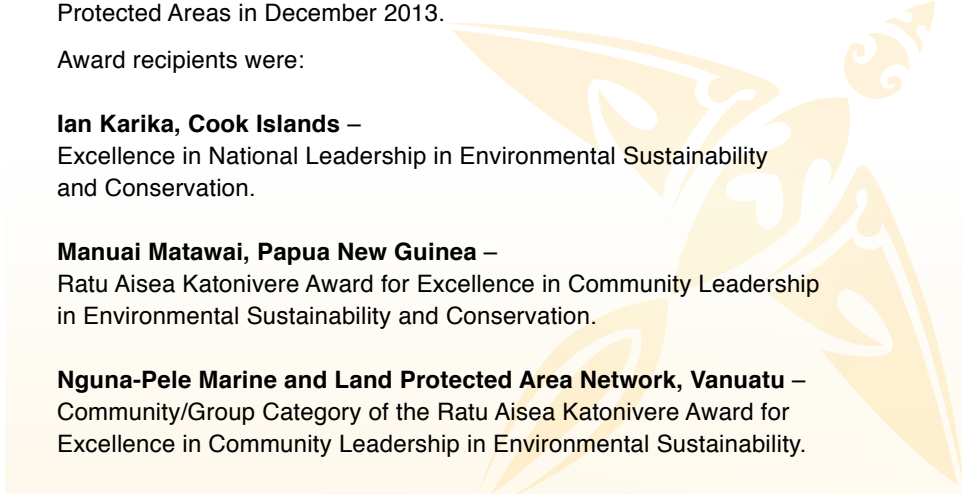 Protected Areas in December 2013.
Award recipients were:
Ian Karika, Cook Islands –
Excellence in National Leadership in Environmental Sustainability
and Conservation.
Manuai Matawai, Papua New Guinea –
Ratu Aisea Katonivere Award for Excellence in Community Leadership
in Environmental Sustainability and Conservation.
Nguna-Pele Marine and Land Protected Area Network, Vanuatu –
Community/Group Category of the Ratu Aisea Katonivere Award for
Excellence in Community Leadership in Environmental Sustainability.